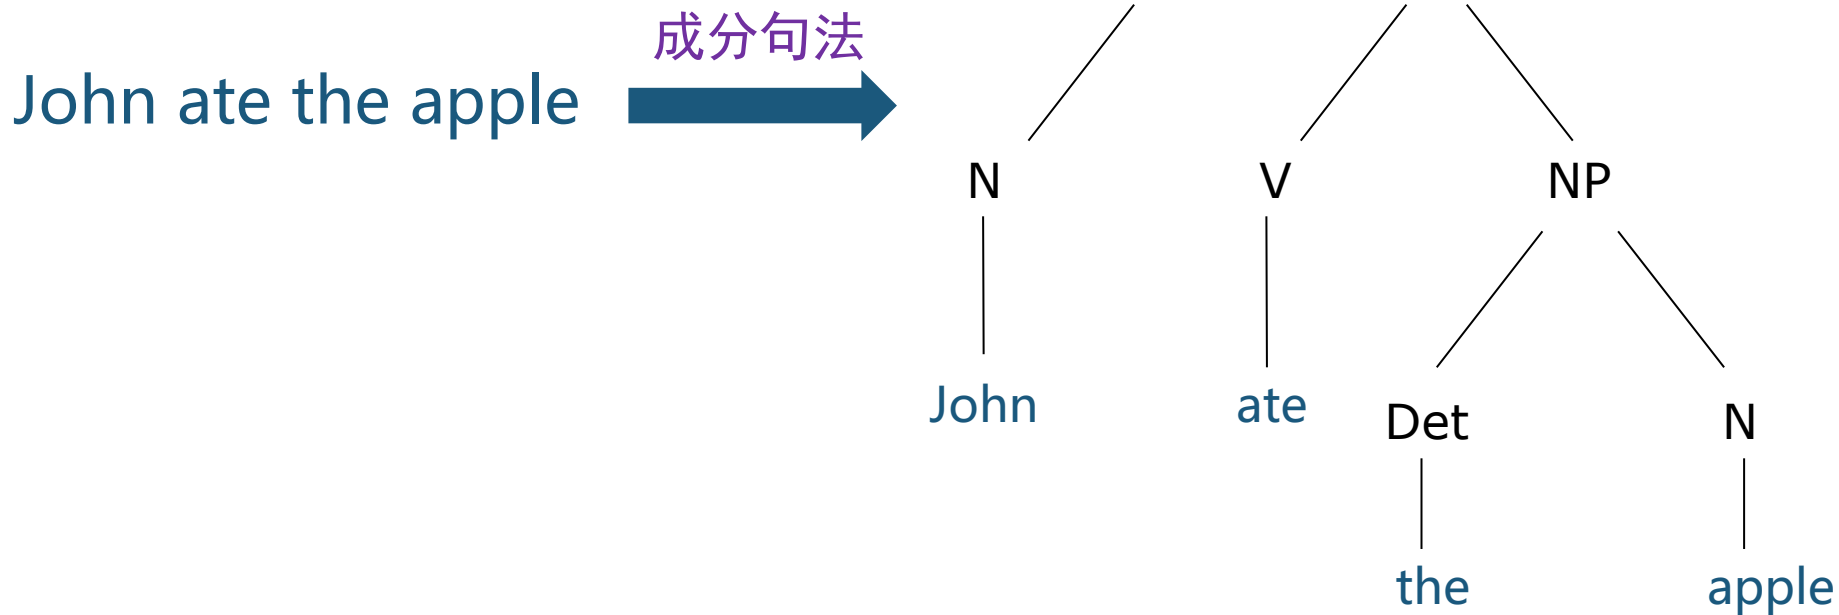 成分句法
John ate the apple
N V NP
John ate Det N
the apple